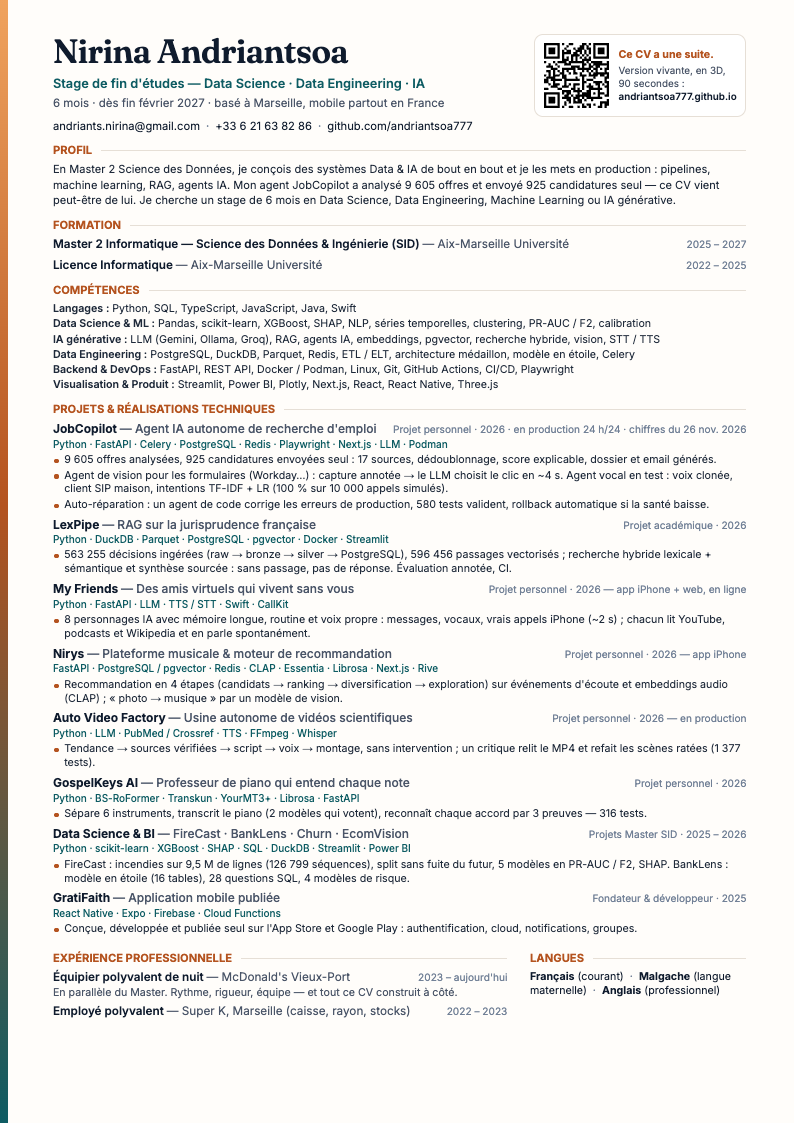 Nirina Andriantsoa
Stage de fin d'études — Data Science · Data Engineering · IA
6 mois · dès fin février 2027 · basé à Marseille, mobile partout en France
andriants.nirina@gmail.com · +33 6 21 63 82 86 · github.com/andriantsoa777
Ce CV a une suite.
Version vivante, en 3D,
90 secondes :
andriantsoa777.github.io
PROFIL
En Master 2 Science des Données, je conçois des systèmes Data & IA de bout en bout et je les mets en production : pipelines,
machine learning, RAG, agents IA. Mon agent JobCopilot a analysé 9 605 offres et envoyé 925 candidatures seul — ce CV vient
peut-être de lui. Je cherche un stage de 6 mois en Data Science, Data Engineering, Machine Learning ou IA générative.
FORMATION
Master 2 Informatique — Science des Données & Ingénierie (SID) — Aix-Marseille Université 2025 – 2027
Licence Informatique — Aix-Marseille Université 2022 – 2025
COMPÉTENCES
Langages : Python, SQL, TypeScript, JavaScript, Java, Swift
Data Science & ML : Pandas, scikit-learn, XGBoost, SHAP, NLP, séries temporelles, clustering, PR-AUC / F2, calibration
IA générative : LLM (Gemini, Ollama, Groq), RAG, agents IA, embeddings, pgvector, recherche hybride, vision, STT / TTS
Data Engineering : PostgreSQL, DuckDB, Parquet, Redis, ETL / ELT, architecture médaillon, modèle en étoile, Celery
Backend & DevOps : FastAPI, REST API, Docker / Podman, Linux, Git, GitHub Actions, CI/CD, Playwright
Visualisation & Produit : Streamlit, Power BI, Plotly, Next.js, React, React Native, Three.js
PROJETS & RÉALISATIONS TECHNIQUES
JobCopilot — Agent IA autonome de recherche d'emploi Projet personnel · 2026 · en production 24 h/24 · chiffres du 26 nov. 2026
Python · FastAPI · Celery · PostgreSQL · Redis · Playwright · Next.js · LLM · Podman
9 605 offres analysées, 925 candidatures envoyées seul : 17 sources, dédoublonnage, score explicable, dossier et email générés.
Agent de vision pour les formulaires (Workday…) : capture annotée → le LLM choisit le clic en ~4 s. Agent vocal en test : voix clonée,
client SIP maison, intentions TF-IDF + LR (100 % sur 10 000 appels simulés).
Auto-réparation : un agent de code corrige les erreurs de production, 580 tests valident, rollback automatique si la santé baisse.
LexPipe — RAG sur la jurisprudence française Projet académique · 2026
Python · DuckDB · Parquet · PostgreSQL · pgvector · Docker · Streamlit
563 255 décisions ingérées (raw → bronze → silver → PostgreSQL), 596 456 passages vectorisés ; recherche hybride lexicale +
sémantique et synthèse sourcée : sans passage, pas de réponse. Évaluation annotée, CI.
My Friends — Des amis virtuels qui vivent sans vous Projet personnel · 2026 — app iPhone + web, en ligne
Python · FastAPI · LLM · TTS / STT · Swift · CallKit
8 personnages IA avec mémoire longue, routine et voix propre : messages, vocaux, vrais appels iPhone (~2 s) ; chacun lit YouTube,
podcasts et Wikipedia et en parle spontanément.
Nirys — Plateforme musicale & moteur de recommandation Projet personnel · 2026 — app iPhone
FastAPI · PostgreSQL / pgvector · Redis · CLAP · Essentia · Librosa · Next.js · Rive
Recommandation en 4 étapes (candidats → ranking → diversification → exploration) sur événements d'écoute et embeddings audio
(CLAP) ; « photo → musique » par un modèle de vision.
Auto Video Factory — Usine autonome de vidéos scientifiques Projet personnel · 2026 — en production
Python · LLM · PubMed / Crossref · TTS · FFmpeg · Whisper
Tendance → sources vérifiées → script → voix → montage, sans intervention ; un critique relit le MP4 et refait les scènes ratées (1 377
tests).
GospelKeys AI — Professeur de piano qui entend chaque note Projet personnel · 2026
Python · BS-RoFormer · Transkun · YourMT3+ · Librosa · FastAPI
Sépare 6 instruments, transcrit le piano (2 modèles qui votent), reconnaît chaque accord par 3 preuves — 316 tests.
Data Science & BI — FireCast · BankLens · Churn · EcomVision Projets Master SID · 2025 – 2026
Python · scikit-learn · XGBoost · SHAP · SQL · DuckDB · Streamlit · Power BI
FireCast : incendies sur 9,5 M de lignes (126 799 séquences), split sans fuite du futur, 5 modèles en PR-AUC / F2, SHAP. BankLens :
modèle en étoile (16 tables), 28 questions SQL, 4 modèles de risque.
GratiFaith — Application mobile publiée Fondateur & développeur · 2025
React Native · Expo · Firebase · Cloud Functions
Conçue, développée et publiée seul sur l'App Store et Google Play : authentification, cloud, notifications, groupes.
EXPÉRIENCE PROFESSIONNELLE
Équipier polyvalent de nuit — McDonald's Vieux-Port 2023 – aujourd'hui
En parallèle du Master. Rythme, rigueur, équipe — et tout ce CV construit à côté.
Employé polyvalent — Super K, Marseille (caisse, rayon, stocks) 2022 – 2023
LANGUES
Français (courant) · Malgache (langue
maternelle) · Anglais (professionnel)